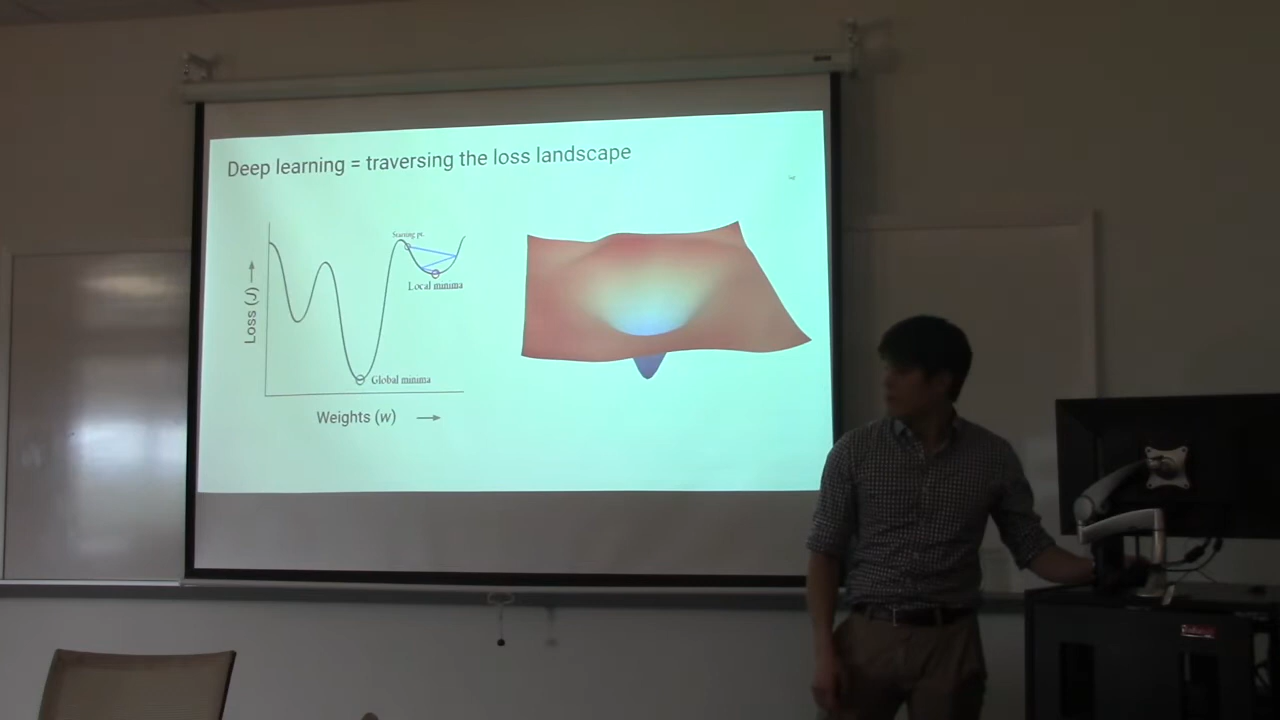 Deep learning = traversing the loss landscape
Starting pt.
Local minima
Loss (J)
Global minima
Weights (w)